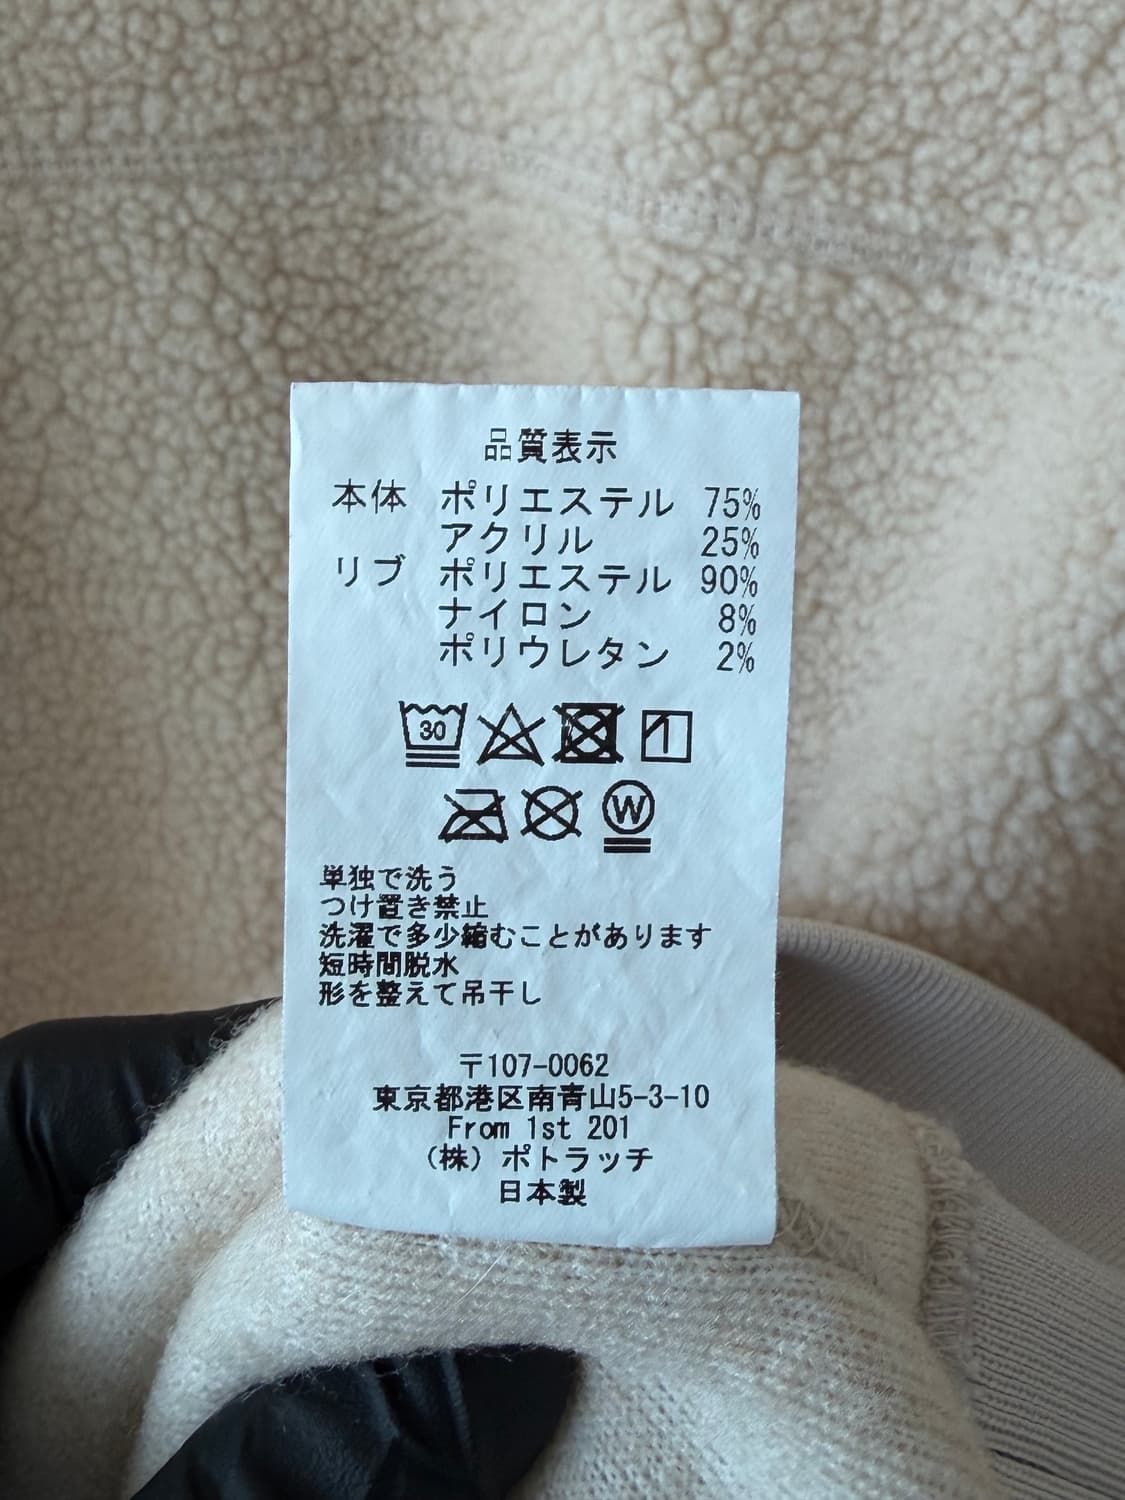 品質表示
本体 ポリエステル 75%
アクリル 25%
リブ ポリエステル 90%
ナイロン 8%
ポリウレタン 2%
30
W
単独で洗う
つけ置き禁止
洗濯で多少縮むことがあります
短時間脱水
形を整えて吊干し
〒107-0062
東京都港区南青山5-3-10
From 1st 201
（株）ポトラッチ
日本製